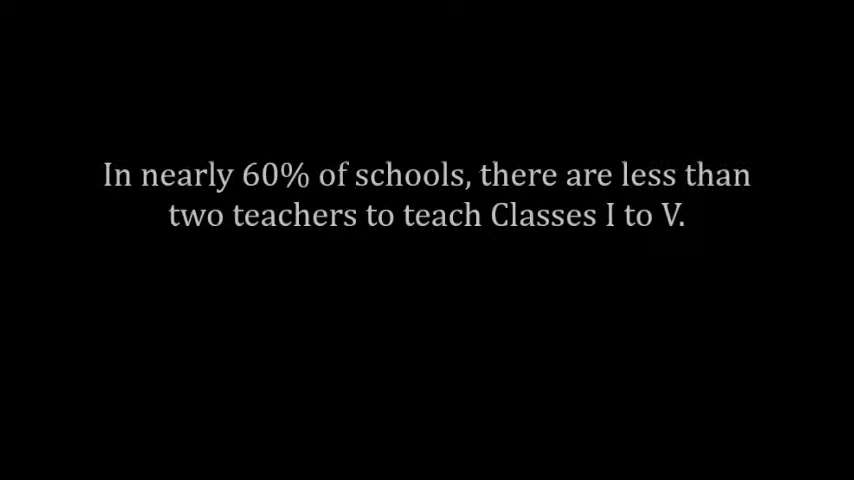 In nearly 60% of schools, there are less than
two teachers to teach Classes I to V.